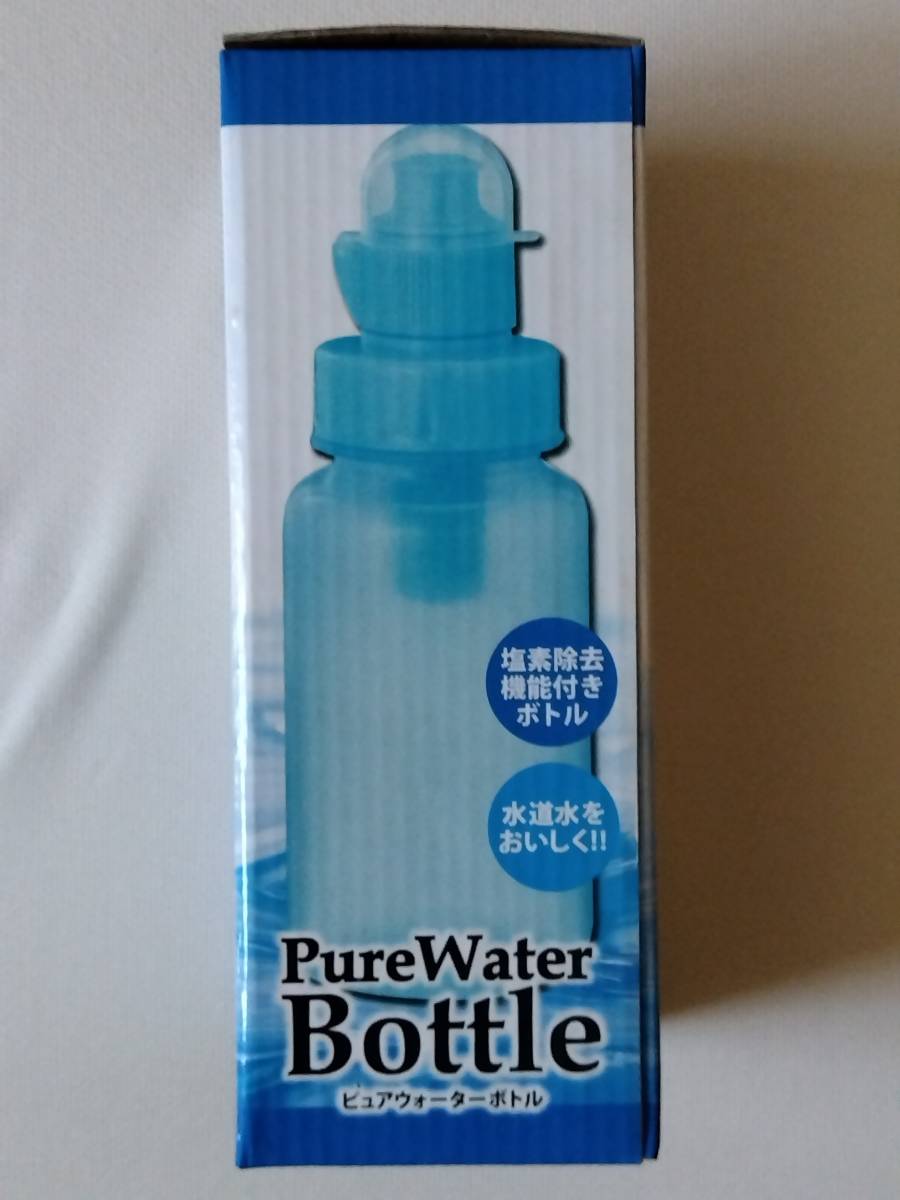 塩素除去
機能付き
ボトル
水道水を
おいしく!!
PureWater
Bottle
ピュアウォーターボトル